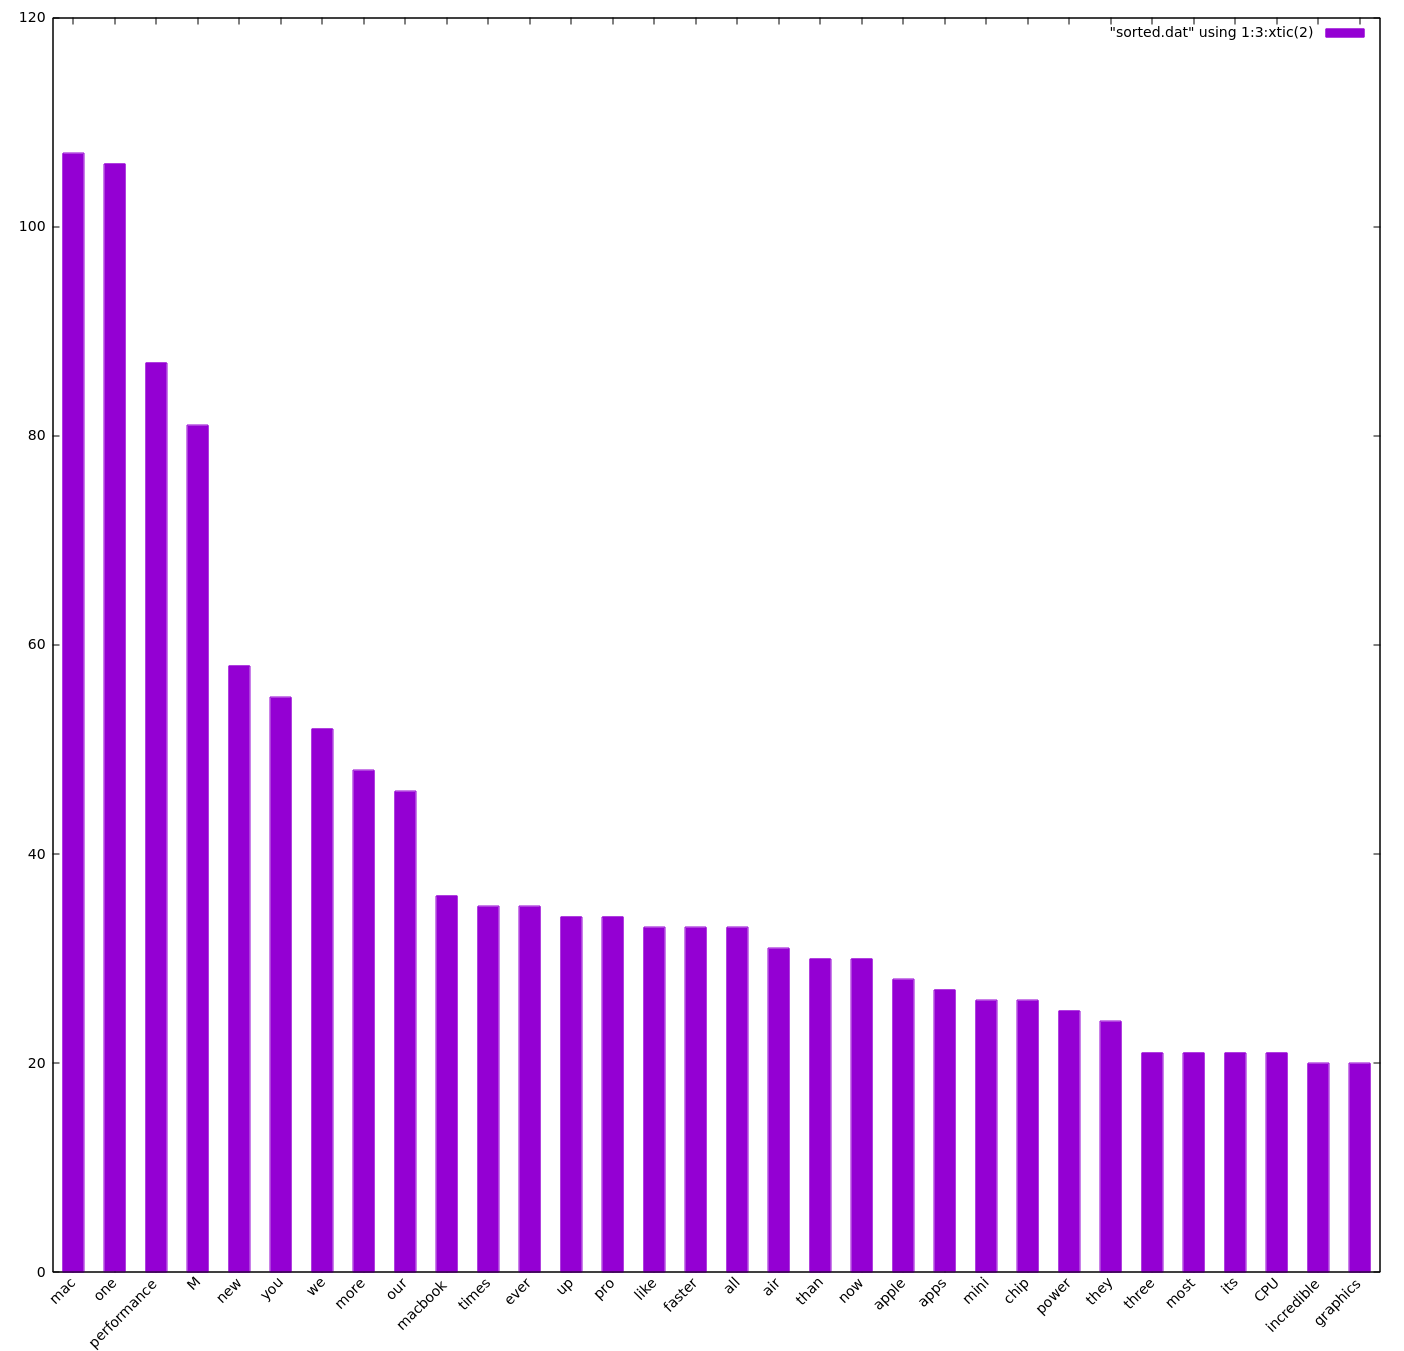 120
"sorted.dat" using 1:3:xtic(2)
100
80
60
40
20
0
mac
one
performance
M
new
you
we
more
our
macbook
times
ever
up
pro
like
faster
all
air
than
now
apple
apps
mini
chip
power
they
three
most
its
CPU
incredible
graphics